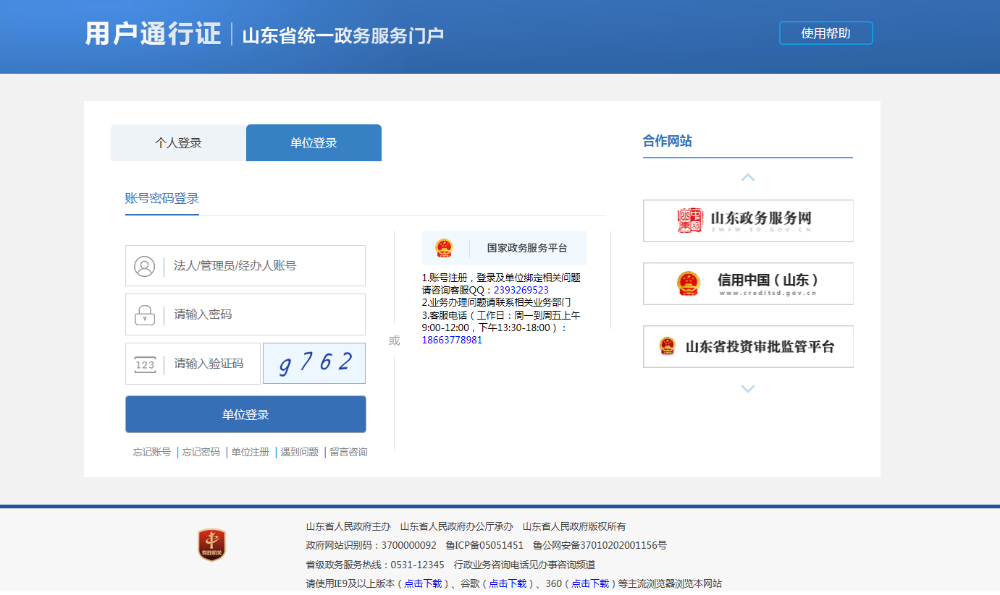 用户通行证
山东省统一政务服务门户
使用帮助
个人登录
单位登录
账号密码登录
法人/管理员/经办人账号
请输入密码
123
请输入验证码
g762
单位登录
忘记账号 | 忘记密码 | 单位注册 | 遇到问题 | 留言咨询
或
国家政务服务平台
1.账号注册，登录及单位绑定相关问题
请咨询客服QQ：2393269523
2.业务办理问题请联系相关业务部门
3.客服电话（工作日：周一到周五上午
9:00-12:00，下午13:30-18:00）：
18663778981
合作网站
山东政务服务网
ZWFW.SD.GOV.CN
信用中国（山东）
www.creditsd.gov.cn
山东省投资审批监管平台
党政机关
山东省人民政府主办 山东省人民政府办公厅承办 山东省人民政府版权所有
政府网站识别码：3700000092 鲁ICP备05051451 鲁公网安备37010202001156号
省级政务服务热线：0531-12345 行政业务咨询电话见办事咨询频道
请使用IE9及以上版本（点击下载）、谷歌（点击下载）、360（点击下载）等主流浏览器浏览本网站